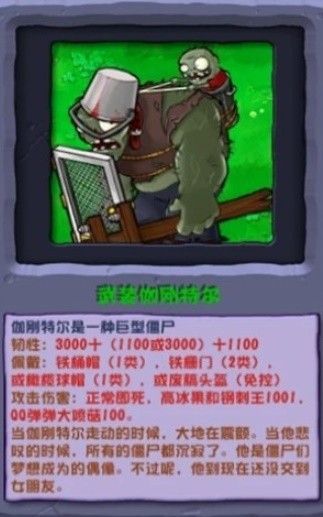 武装伽刚特尔
伽刚特尔是一种巨型僵尸
韧性：3000+（1100或3000）+1100
佩戴：铁桶帽（1类），铁栅门（2类），
或橄榄球帽（1类），或废稿头盔（免控）
攻击伤害：正常即死，高冰果和钢刺王1001，
QQ弹弹大喷菇100。
当伽刚特尔走动的时候，大地在震颤。当他悲
叹的时候，所有的僵尸都沉寂了。他是僵尸们
梦想成为的偶像。不过呢，他到现在还没交到
女朋友。